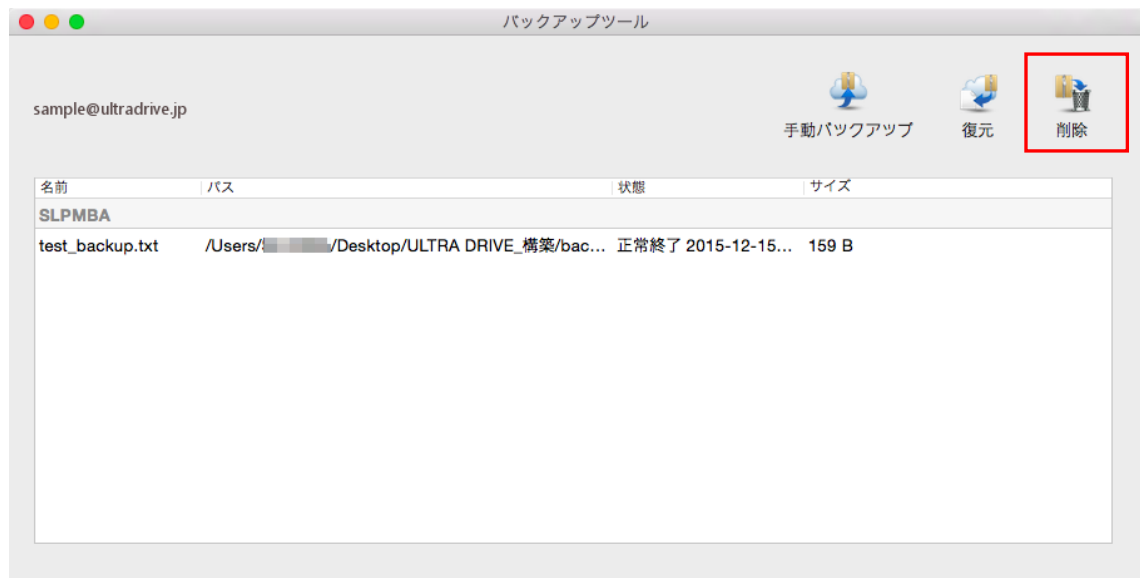 バックアップツール
sample@ultradrive.jp
手動バックアップ 復元 削除
名前 パス 状態 サイズ
SLPMBA
test_backup.txt /Users/ /Desktop/ULTRA DRIVE_構築/bac... 正常終了 2015-12-15... 159 B